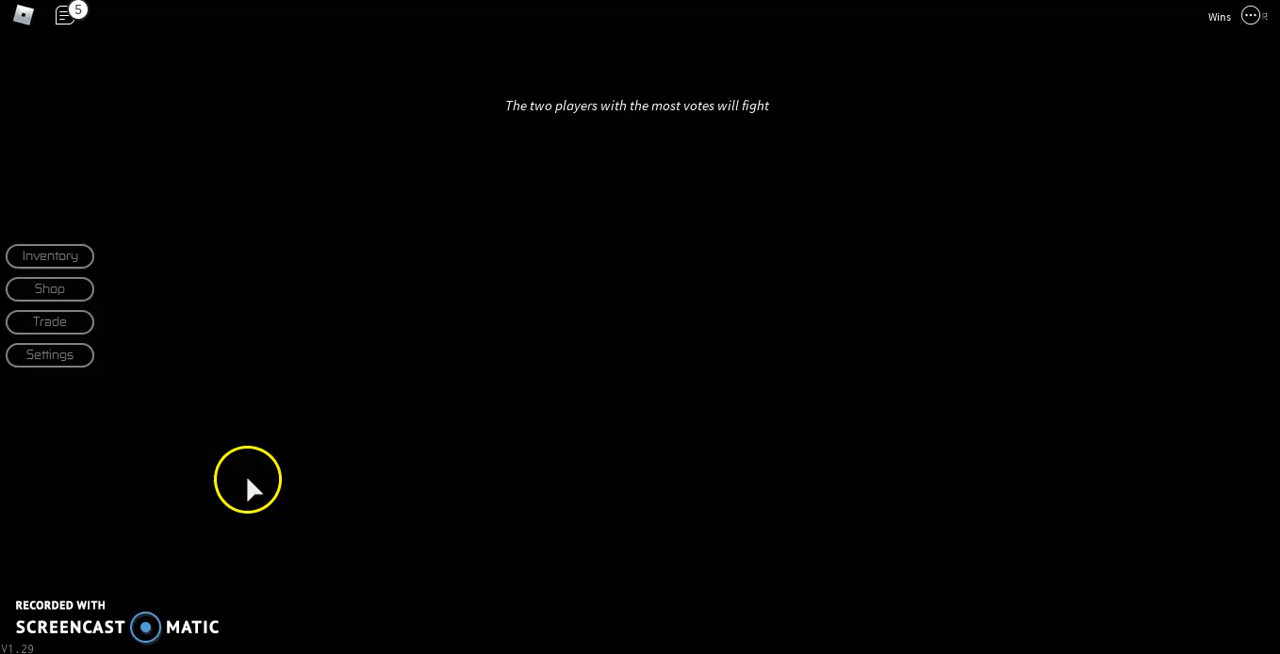 5
Wins
R
The two players with the most votes will fight
Inventory
Shop
Trade
Settings
RECORDED WITH
SCREENCAST MATIC
V1.29